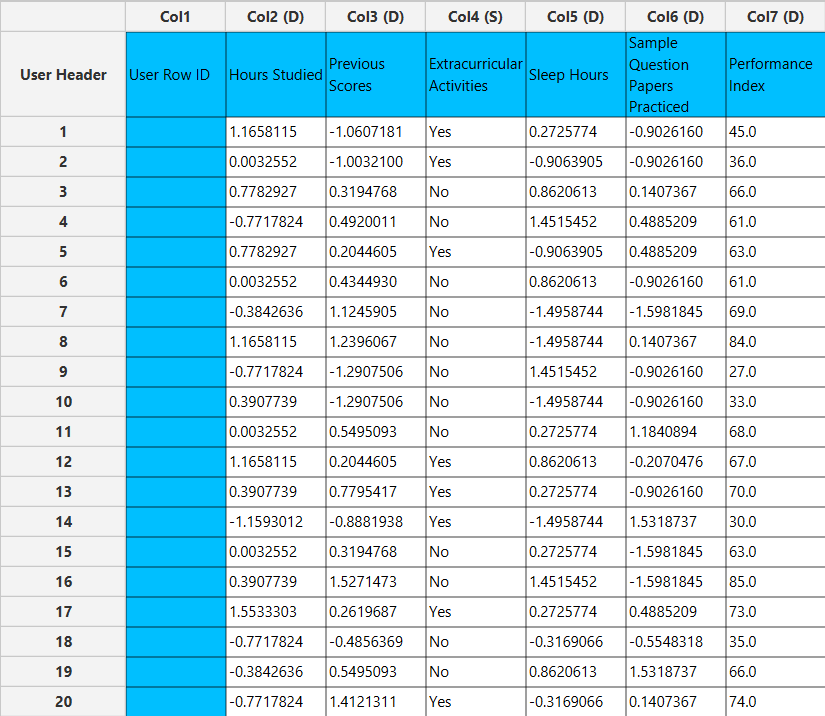 Col1 Col2 (D) Col3 (D) Col4 (S) Col5 (D) Col6 (D) Col7 (D)
User Header User Row ID Hours Studied Previous Scores Extracurricular Activities Sleep Hours Sample Question Papers Practiced Performance Index
1 1.1658115 -1.0607181 Yes 0.2725774 -0.9026160 45.0
2 0.0032552 -1.0032100 Yes -0.9063905 -0.9026160 36.0
3 0.7782927 0.3194768 No 0.8620613 0.1407367 66.0
4 -0.7717824 0.4920011 No 1.4515452 0.4885209 61.0
5 0.7782927 0.2044605 Yes -0.9063905 0.4885209 63.0
6 0.0032552 0.4344930 No 0.8620613 -0.9026160 61.0
7 -0.3842636 1.1245905 No -1.4958744 -1.5981845 69.0
8 1.1658115 1.2396067 No -1.4958744 0.1407367 84.0
9 -0.7717824 -1.2907506 No 1.4515452 -0.9026160 27.0
10 0.3907739 -1.2907506 No -1.4958744 -0.9026160 33.0
11 0.0032552 0.5495093 No 0.2725774 1.1840894 68.0
12 1.1658115 0.2044605 Yes 0.8620613 -0.2070476 67.0
13 0.3907739 0.7795417 Yes 0.2725774 -0.9026160 70.0
14 -1.1593012 -0.8881938 Yes -1.4958744 1.5318737 30.0
15 0.0032552 0.3194768 No 0.2725774 -1.5981845 63.0
16 0.3907739 1.5271473 No 1.4515452 -1.5981845 85.0
17 1.5533303 0.2619687 Yes 0.2725774 0.4885209 73.0
18 -0.7717824 -0.4856369 No -0.3169066 -0.5548318 35.0
19 -0.3842636 0.5495093 No 0.8620613 1.5318737 66.0
20 -0.7717824 1.4121311 Yes -0.3169066 0.1407367 74.0